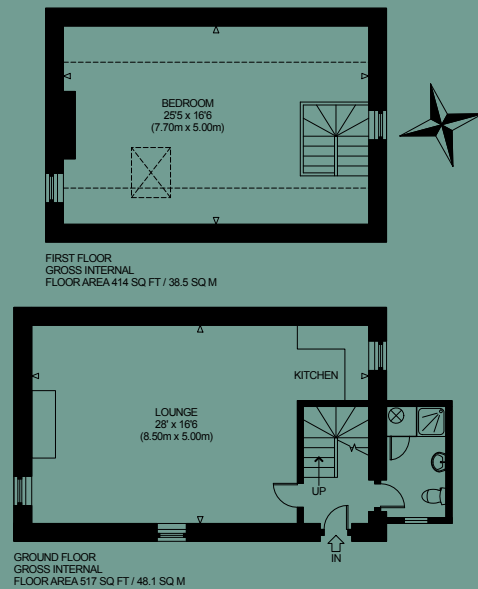 BEDROOM
25'5 x 16'6
(7.70m x 5.00m)
FIRST FLOOR
GROSS INTERNAL
FLOOR AREA 414 SQ FT / 38.5 SQ M
KITCHEN
LOUNGE
28' x 16'6
(8.50m x 5.00m)
UP
IN
GROUND FLOOR
GROSS INTERNAL
FLOOR AREA 517 SQ FT / 48.1 SQ M